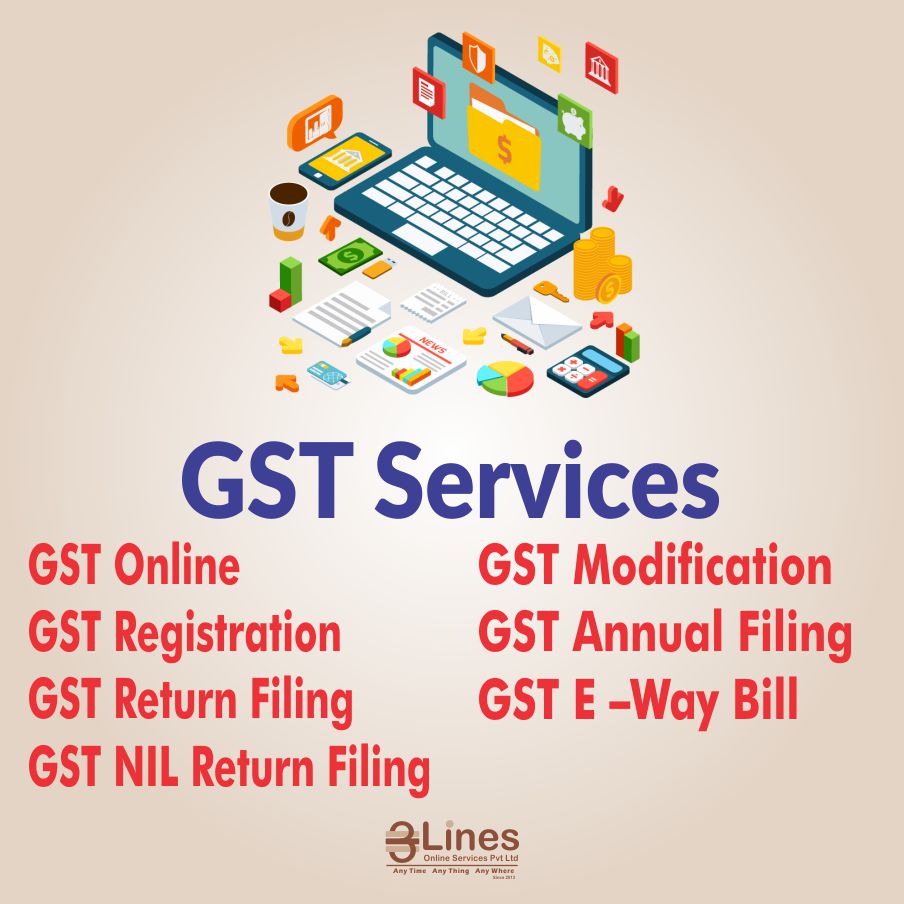 BILL
NEWS
GST Services
GST Online
GST Registration
GST Return Filing
GST NIL Return Filing
GST Modification
GST Annual Filing
GST E –Way Bill
3Lines
Online Services Pvt Ltd
Any Time Any Thing Any Where
Since 2013